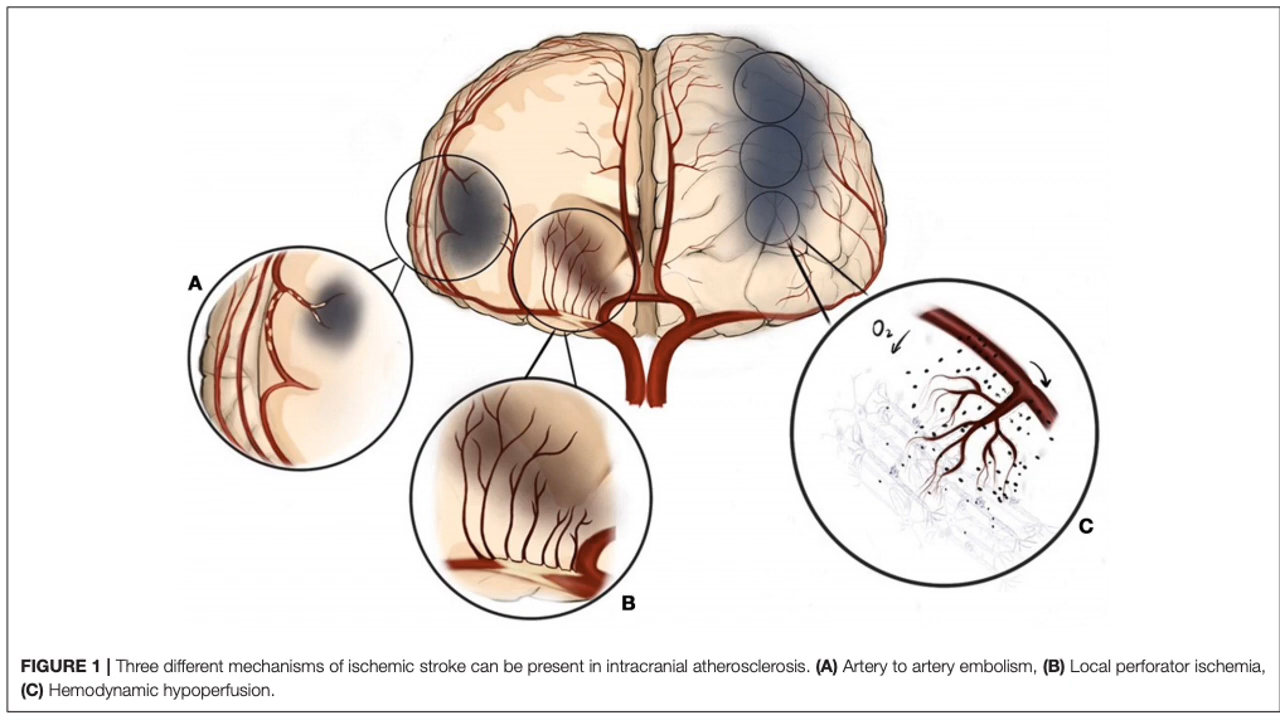 A
O₂
B
C
FIGURE 1 | Three different mechanisms of ischemic stroke can be present in intracranial atherosclerosis. (A) Artery to artery embolism, (B) Local perforator ischemia,
(C) Hemodynamic hypoperfusion.